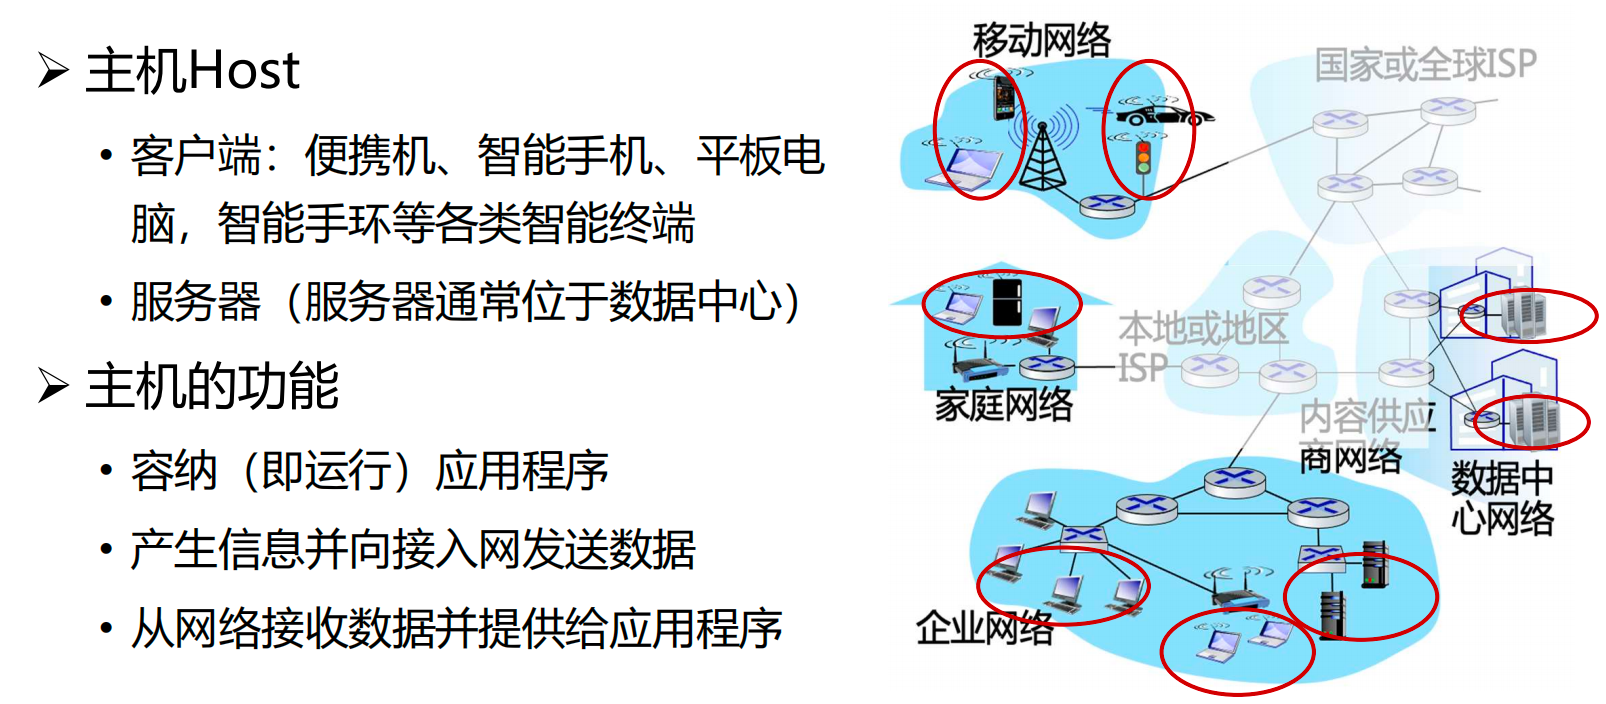 主机Host
客户端：便携机、智能手机、平板电
脑，智能手环等各类智能终端
服务器（服务器通常位于数据中心）
主机的功能
容纳（即运行）应用程序
产生信息并向接入网发送数据
从网络接收数据并提供给应用程序
移动网络
国家或全球ISP
本地或地区
ISP
家庭网络
内容供应
商网络
数据中
心网络
企业网络